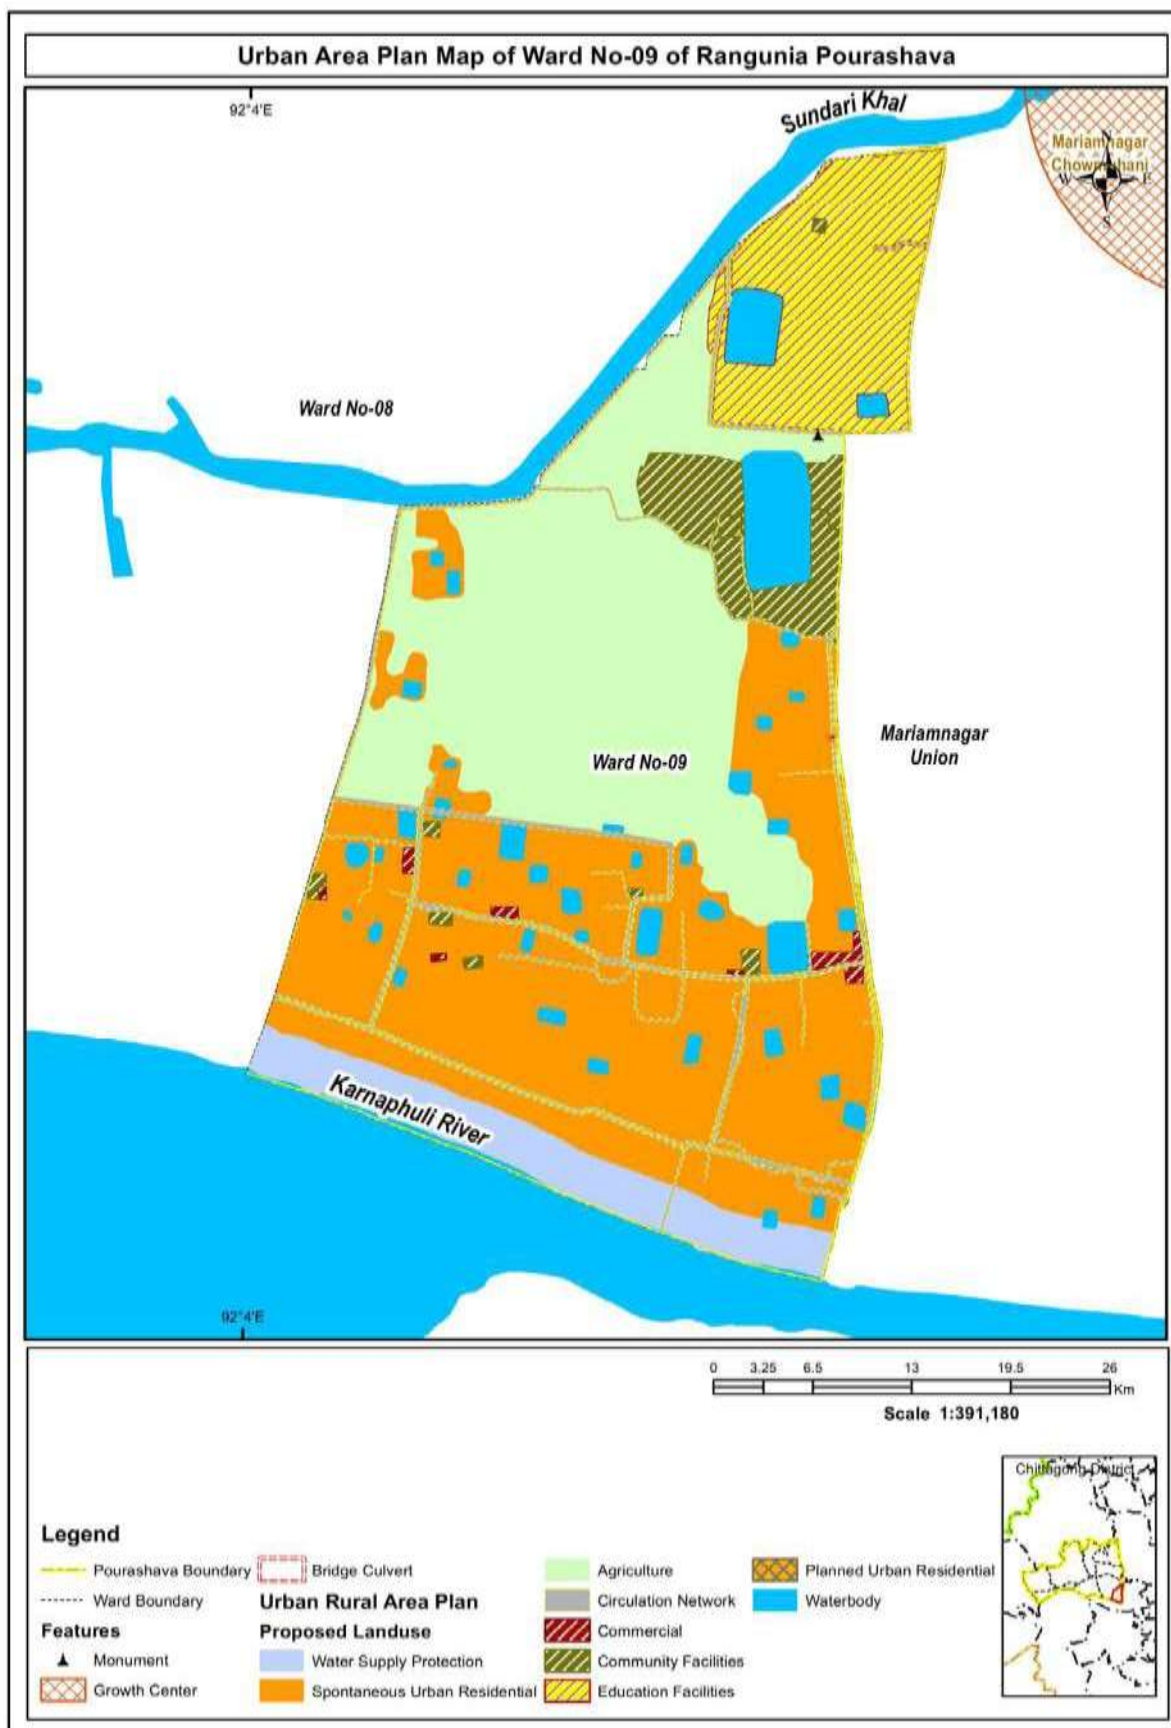 Urban Area Plan Map of Ward No-09 of Rangunia Pourashava
92°4'E
Sundari Khal
Mariamnagar
Chowmuhani
N
W E
S
Ward No-08
Ward No-09
Mariamnagar
Union
Karnaphuli River
92°4'E
0 3.25 6.5 13 19.5 26
Km
Scale 1:391,180
Chittagong District
Legend
Pourashava Boundary
Ward Boundary
Features
Monument
Growth Center
Bridge Culvert
Urban Rural Area Plan
Proposed Landuse
Water Supply Protection
Spontaneous Urban Residential
Agriculture
Circulation Network
Commercial
Community Facilities
Education Facilities
Planned Urban Residential
Waterbody